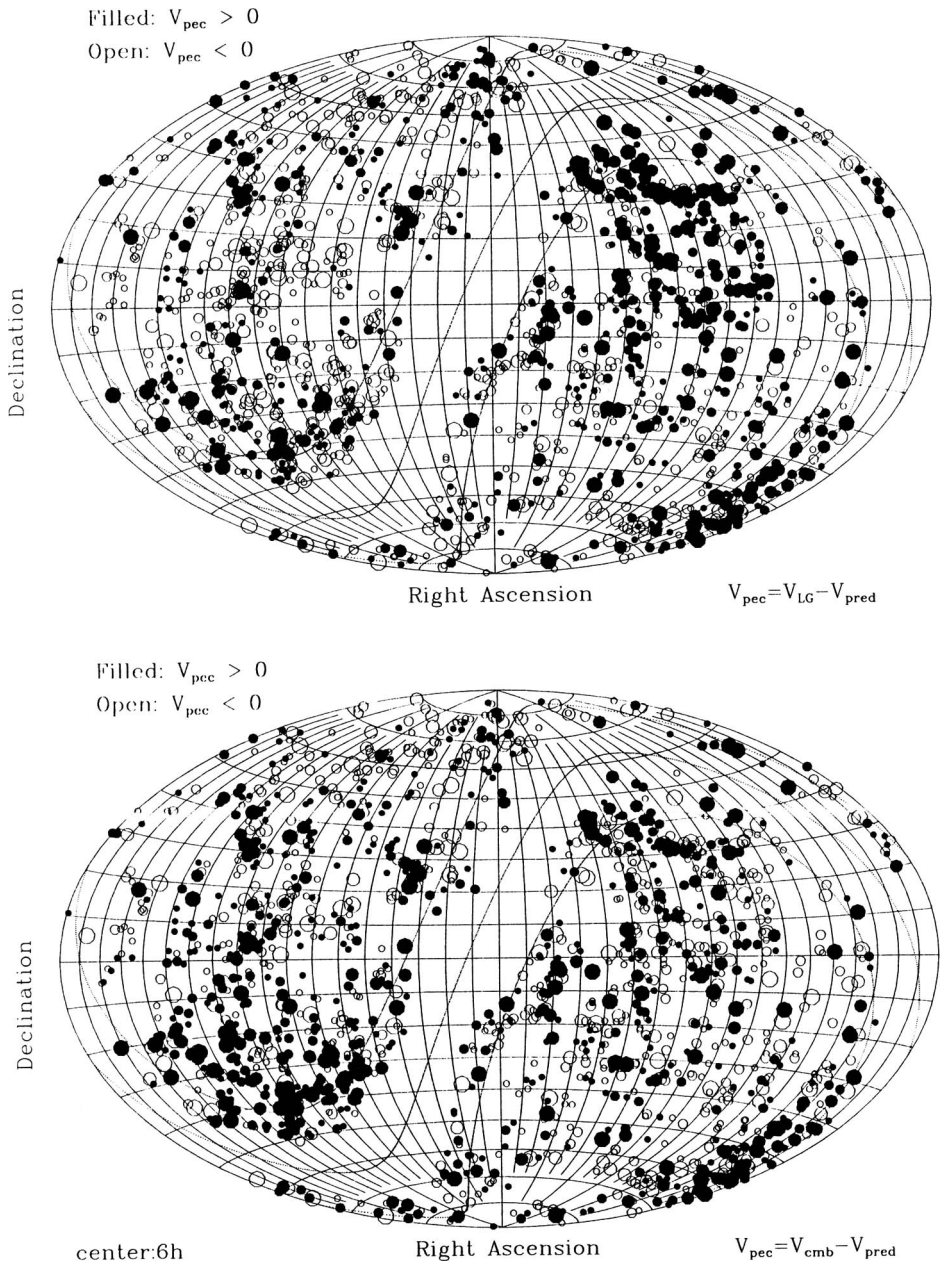 Filled: V_pec > 0
Open: V_pec < 0
Declination
Right Ascension
V_pec=V_LG−V_pred
Filled: V_pec > 0
Open: V_pec < 0
Declination
center:6h
Right Ascension
V_pec=V_cmb−V_pred